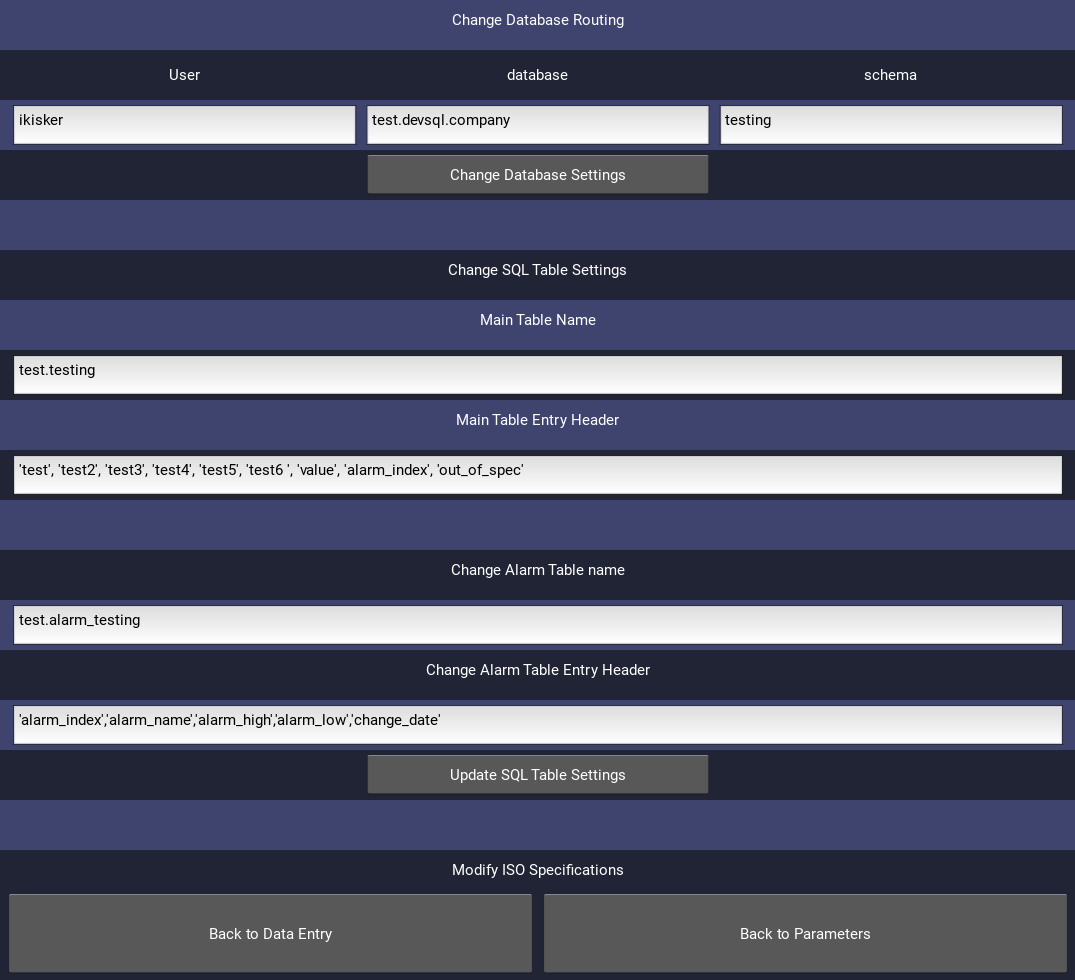 Change Database Routing
User database schema
ikisker test.devsql.company testing
Change Database Settings
Change SQL Table Settings
Main Table Name
test.testing
Main Table Entry Header
'test', 'test2', 'test3', 'test4', 'test5', 'test6 ', 'value', 'alarm_index', 'out_of_spec'
Change Alarm Table name
test.alarm_testing
Change Alarm Table Entry Header
'alarm_index','alarm_name','alarm_high','alarm_low','change_date'
Update SQL Table Settings
Modify ISO Specifications
Back to Data Entry Back to Parameters